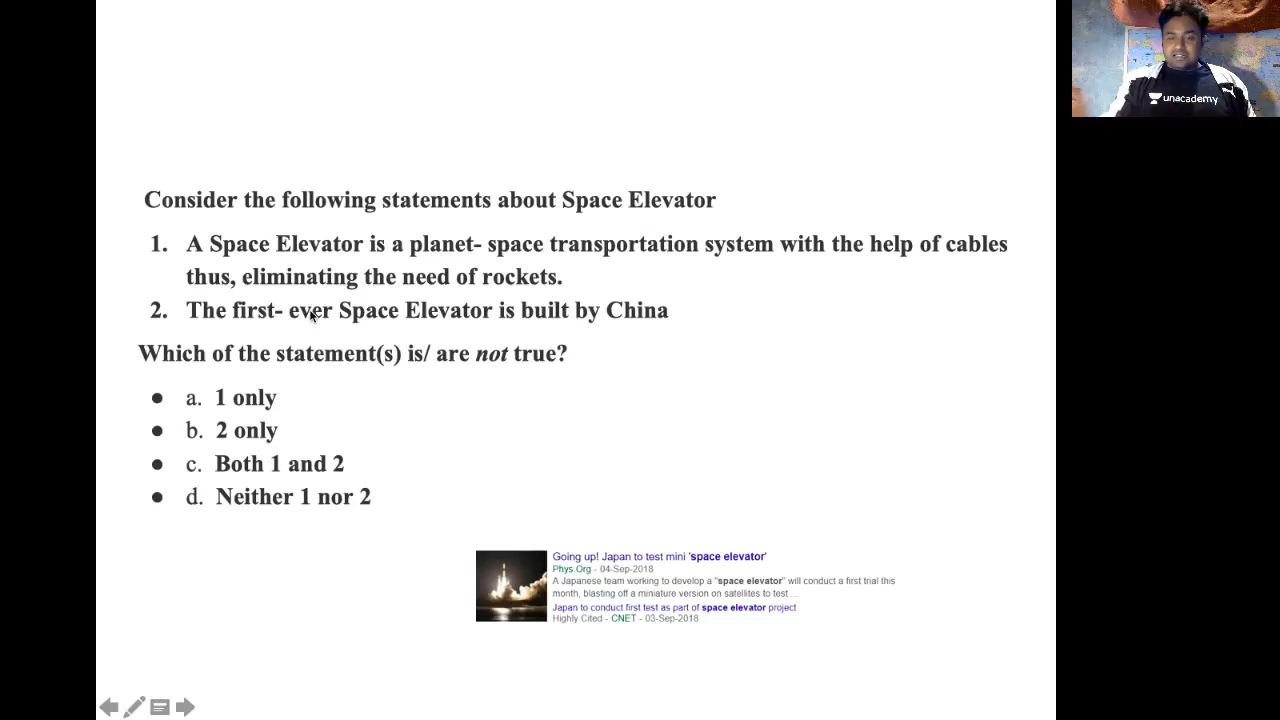 unacademy
Consider the following statements about Space Elevator
1. A Space Elevator is a planet- space transportation system with the help of cables
thus, eliminating the need of rockets.
2. The first- ever Space Elevator is built by China
Which of the statement(s) is/ are not true?
● a. 1 only
● b. 2 only
● c. Both 1 and 2
● d. Neither 1 nor 2
Going up! Japan to test mini 'space elevator'
Phys.Org - 04-Sep-2018
A Japanese team working to develop a "space elevator" will conduct a first trial this
month, blasting off a miniature version on satellites to test ...
Japan to conduct first test as part of space elevator project
Highly Cited - CNET - 03-Sep-2018